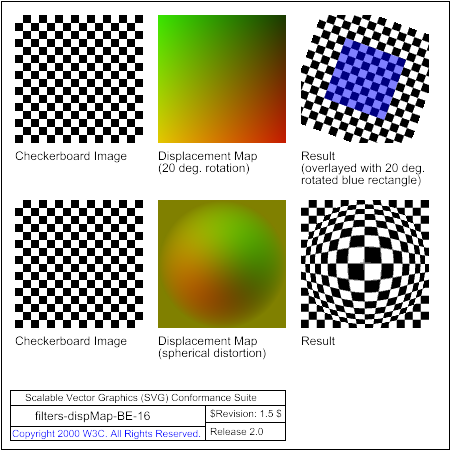 Checkerboard Image
Displacement Map
(20 deg. rotation)
Result
(overlayed with 20 deg.
rotated blue rectangle)
Checkerboard Image
Displacement Map
(spherical distortion)
Result
Scalable Vector Graphics (SVG) Conformance Suite
filters-dispMap-BE-16
$Revision: 1.5 $
Copyright 2000 W3C. All Rights Reserved.
Release 2.0